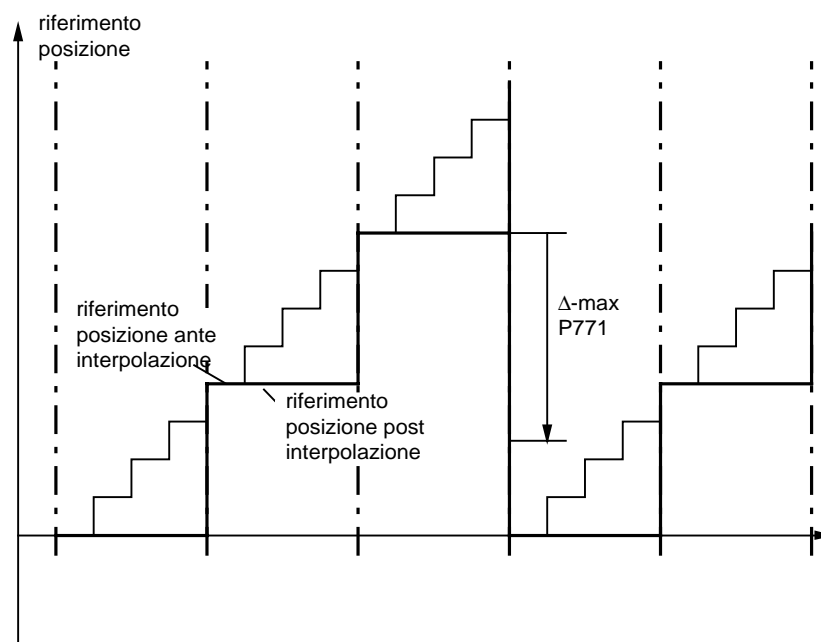 riferimento
posizione
riferimento
posizione ante
interpolazione
riferimento
posizione post
interpolazione
Δ-max
P771